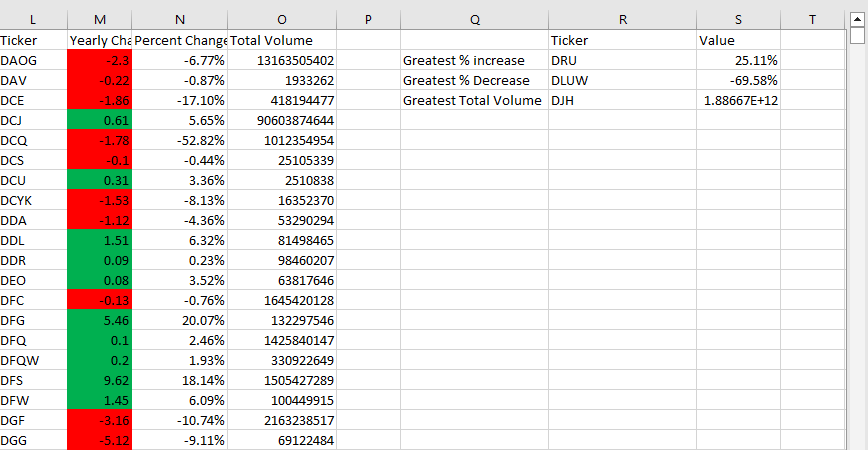 L M N O P Q R S T
Ticker Yearly Cha Percent Change Total Volume Ticker Value
DAOG -2.3 -6.77% 13163505402 Greatest % increase DRU 25.11%
DAV -0.22 -0.87% 1933262 Greatest % Decrease DLUW -69.58%
DCE -1.86 -17.10% 418194477 Greatest Total Volume DJH 1.88667E+12
DCJ 0.61 5.65% 90603874644
DCQ -1.78 -52.82% 1012354954
DCS -0.1 -0.44% 25105339
DCU 0.31 3.36% 2510838
DCYK -1.53 -8.13% 16352370
DDA -1.12 -4.36% 53290294
DDL 1.51 6.32% 81498465
DDR 0.09 0.23% 98460207
DEO 0.08 3.52% 63817646
DFC -0.13 -0.76% 1645420128
DFG 5.46 20.07% 132297546
DFQ 0.1 2.46% 1425840147
DFQW 0.2 1.93% 330922649
DFS 9.62 18.14% 1505427289
DFW 1.45 6.09% 100449915
DGF -3.16 -10.74% 2163238517
DGG -5.12 -9.11% 69122484